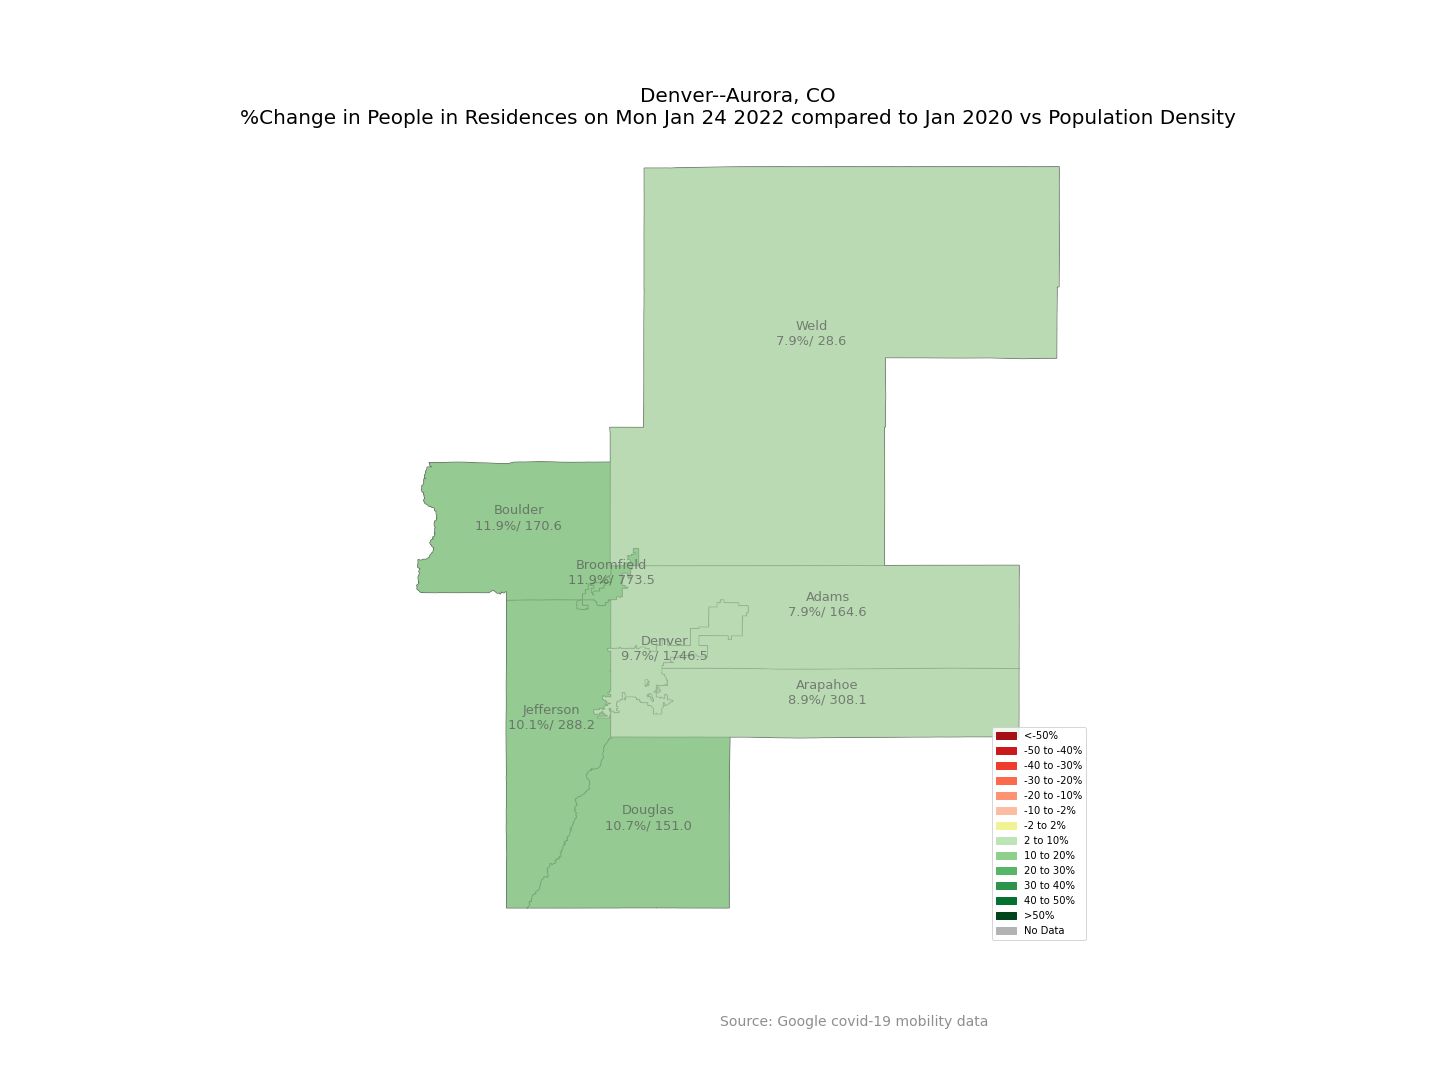 Denver--Aurora, CO
%Change in People in Residences on Mon Jan 24 2022 compared to Jan 2020 vs Population Density
Weld
7.9%/ 28.6
Boulder
11.9%/ 170.6
Broomfield
11.9%/ 773.5
Adams
7.9%/ 164.6
Denver
9.7%/ 1746.5
Arapahoe
8.9%/ 308.1
Jefferson
10.1%/ 288.2
Douglas
10.7%/ 151.0
<-50%
-50 to -40%
-40 to -30%
-30 to -20%
-20 to -10%
-10 to -2%
-2 to 2%
2 to 10%
10 to 20%
20 to 30%
30 to 40%
40 to 50%
>50%
No Data
Source: Google covid-19 mobility data